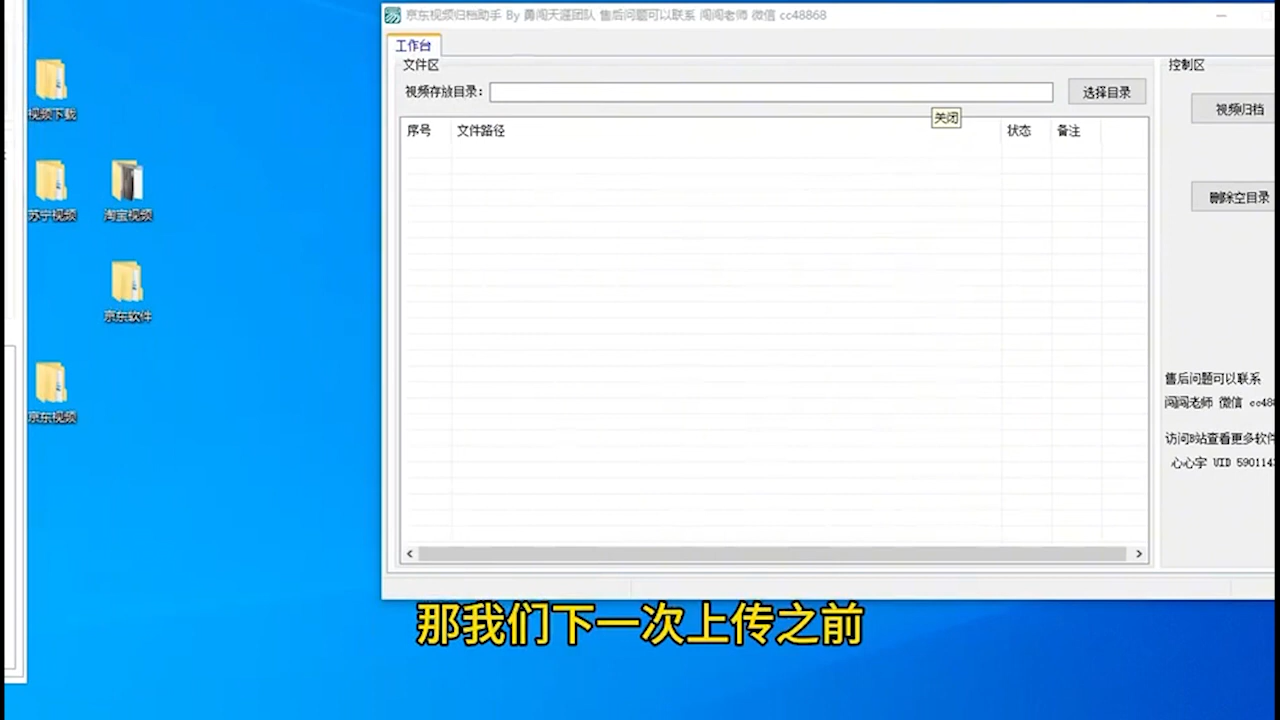 京东视频归档助手 By 勇闯天涯团队 售后问题可以联系 闯闯老师 微信 cc48868
工作台
文件区
控制区
视频存放目录:
选择目录
视频归档
关闭
序号 文件路径 状态 备注
删除空目录
视频下载
苏宁视频
淘宝视频
京东软件
京东视频
售后问题可以联系
闯闯老师 微信 cc488
访问B站查看更多软件
心心宇 UID 590114
那我们下一次上传之前